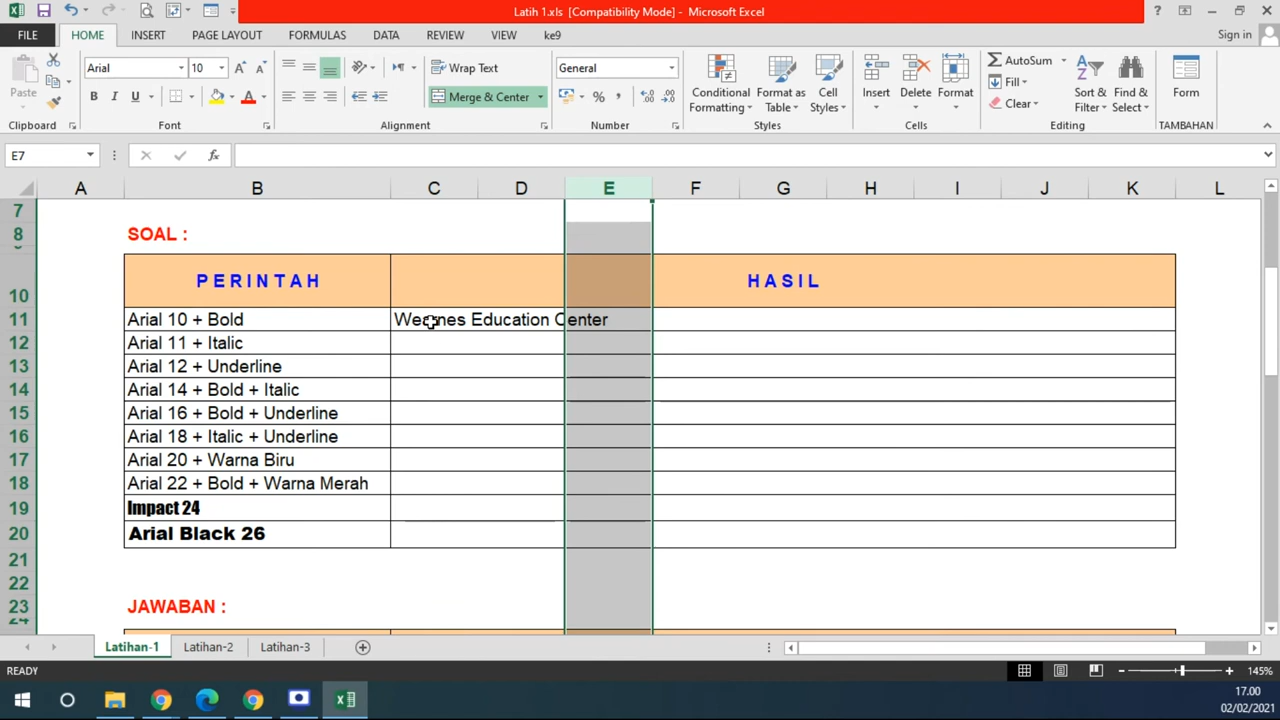 Latih 1.xls [Compatibility Mode] - Microsoft Excel
FILE HOME INSERT PAGE LAYOUT FORMULAS DATA REVIEW VIEW ke9 Sign in
Paste
Clipboard
Arial 10
B I U
Font
Wrap Text
Merge & Center
Alignment
General
%
Number
Conditional Formatting
Format as Table
Cell Styles
Styles
Insert Delete Format
Cells
AutoSum
Fill
Clear
Sort & Filter
Find & Select
Editing
Form
TAMBAHAN
E7 fx
A B C D E F G H I J K L
7
8 SOAL :
9
10 PERINTAH HASIL
11 Arial 10 + Bold Wearnes Education Center
12 Arial 11 + Italic
13 Arial 12 + Underline
14 Arial 14 + Bold + Italic
15 Arial 16 + Bold + Underline
16 Arial 18 + Italic + Underline
17 Arial 20 + Warna Biru
18 Arial 22 + Bold + Warna Merah
19 Impact 24
20 Arial Black 26
21
22
23 JAWABAN :
24
Latihan-1 Latihan-2 Latihan-3
READY 145%
17.00
02/02/2021